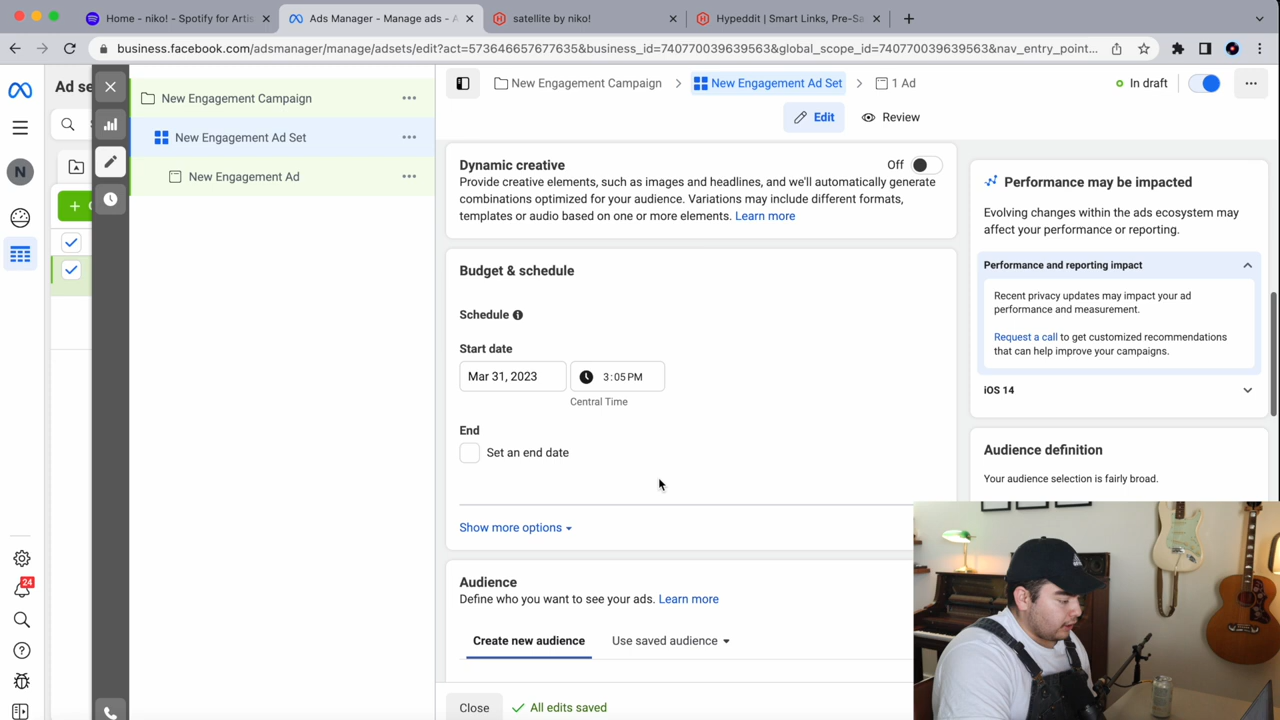 Home - niko! - Spotify for Artis
Ads Manager - Manage ads - A
satellite by niko!
Hypeddit | Smart Links, Pre-Sa
business.facebook.com/adsmanager/manage/adsets/edit?act=573646657677635&business_id=740770039639563&global_scope_id=740770039639563&nav_entry_point...
Ad se
New Engagement Campaign
New Engagement Ad Set
New Engagement Ad
New Engagement Campaign
New Engagement Ad Set
1 Ad
In draft
Edit
Review
Dynamic creative
Off
Provide creative elements, such as images and headlines, and we'll automatically generate
combinations optimized for your audience. Variations may include different formats,
templates or audio based on one or more elements. Learn more
Budget & schedule
Schedule
Start date
Mar 31, 2023
3:05 PM
Central Time
End
Set an end date
Show more options
Audience
Define who you want to see your ads. Learn more
Create new audience
Use saved audience
Close
All edits saved
Performance may be impacted
Evolving changes within the ads ecosystem may
affect your performance or reporting.
Performance and reporting impact
Recent privacy updates may impact your ad
performance and measurement.
Request a call to get customized recommendations
that can help improve your campaigns.
iOS 14
Audience definition
Your audience selection is fairly broad.
N
24